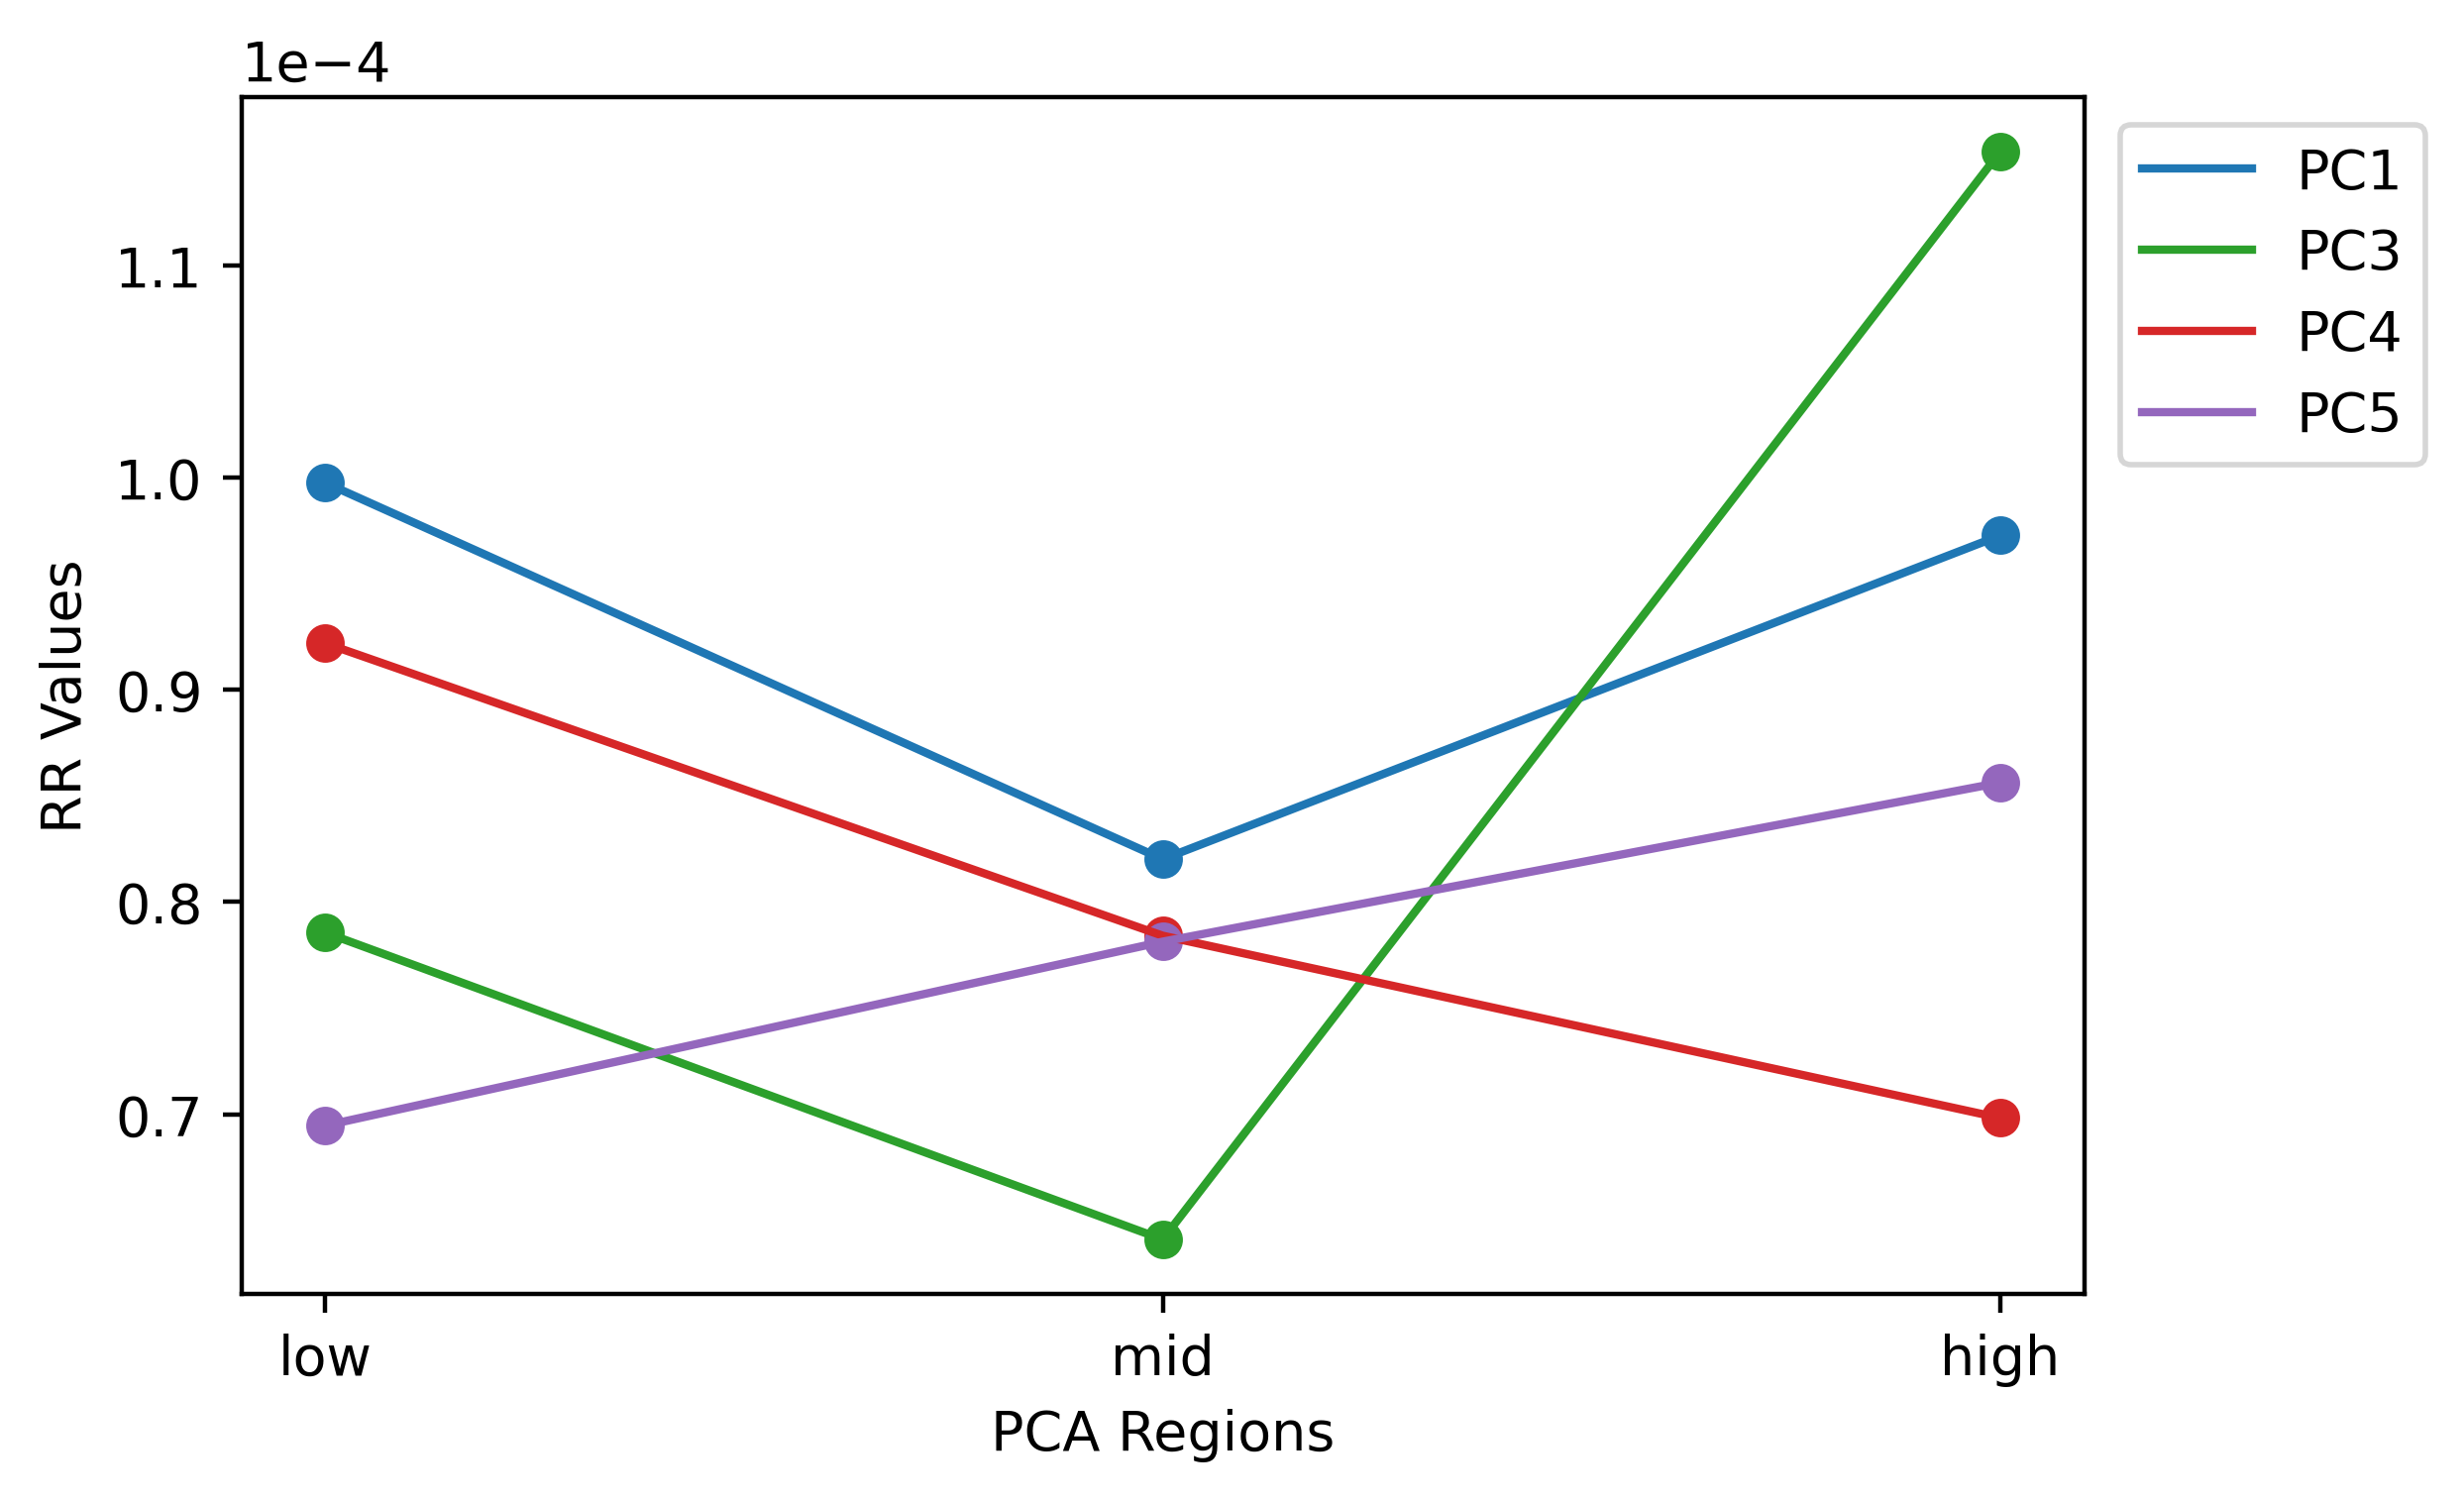 1e−4
1.1
1.0
0.9
0.8
0.7
RR Values
low
mid
high
PCA Regions
PC1
PC3
PC4
PC5